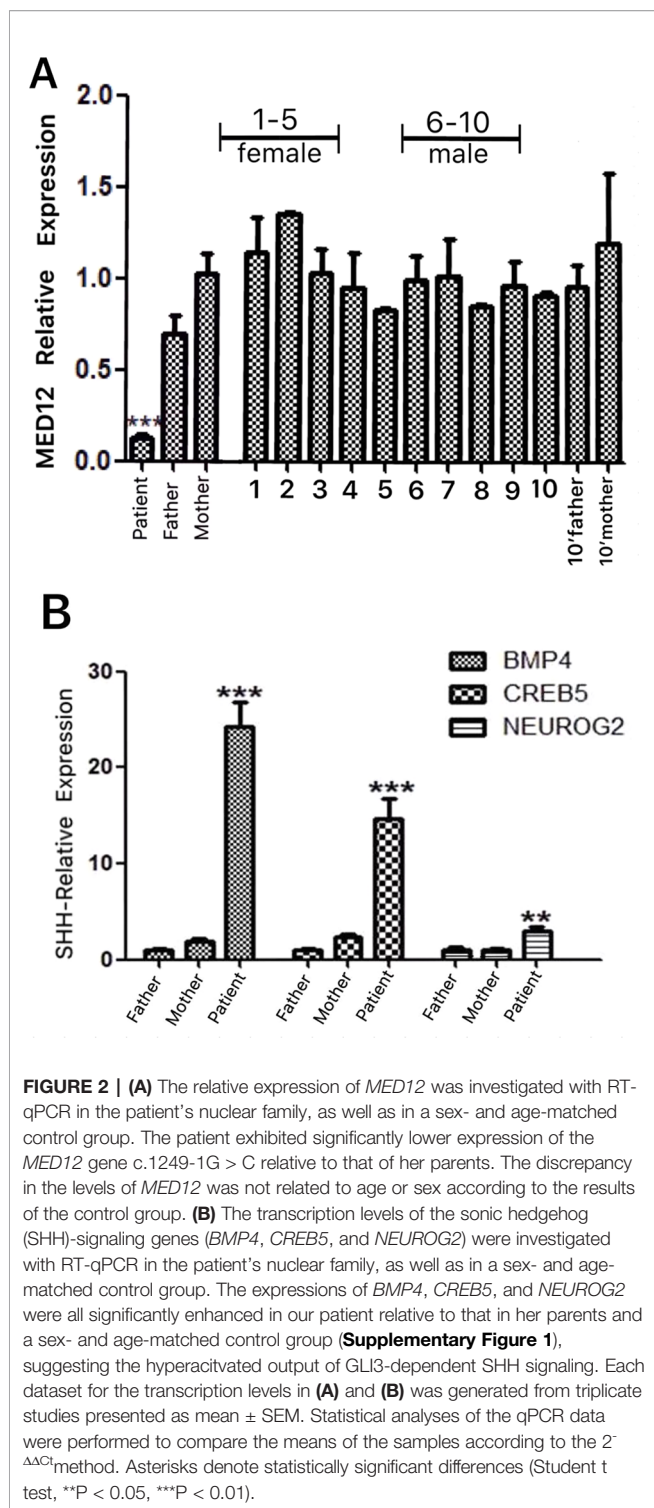 A
2.0
1.5
1.0
0.5
0.0
MED12 Relative Expression
1-5
female
6-10
male
***
Patient
Father
Mother
1
2
3
4
5
6
7
8
9
10
10'father
10'mother
B
30
20
10
0
SHH-Relative Expression
BMP4
CREB5
NEUROG2
***
***
**
Father
Mother
Patient
Father
Mother
Patient
Father
Mother
Patient
FIGURE 2 | (A) The relative expression of MED12 was investigated with RT-
qPCR in the patient's nuclear family, as well as in a sex- and age-matched
control group. The patient exhibited significantly lower expression of the
MED12 gene c.1249-1G > C relative to that of her parents. The discrepancy
in the levels of MED12 was not related to age or sex according to the results
of the control group. (B) The transcription levels of the sonic hedgehog
(SHH)-signaling genes (BMP4, CREB5, and NEUROG2) were investigated
with RT-qPCR in the patient's nuclear family, as well as in a sex- and age-
matched control group. The expressions of BMP4, CREB5, and NEUROG2
were all significantly enhanced in our patient relative to that in her parents and
a sex- and age-matched control group (Supplementary Figure 1),
suggesting the hyperacitvated output of GLI3-dependent SHH signaling. Each
dataset for the transcription levels in (A) and (B) was generated from triplicate
studies presented as mean ± SEM. Statistical analyses of the qPCR data
were performed to compare the means of the samples according to the 2-
ΔΔCtmethod. Asterisks denote statistically significant differences (Student t
test, **P < 0.05, ***P < 0.01).